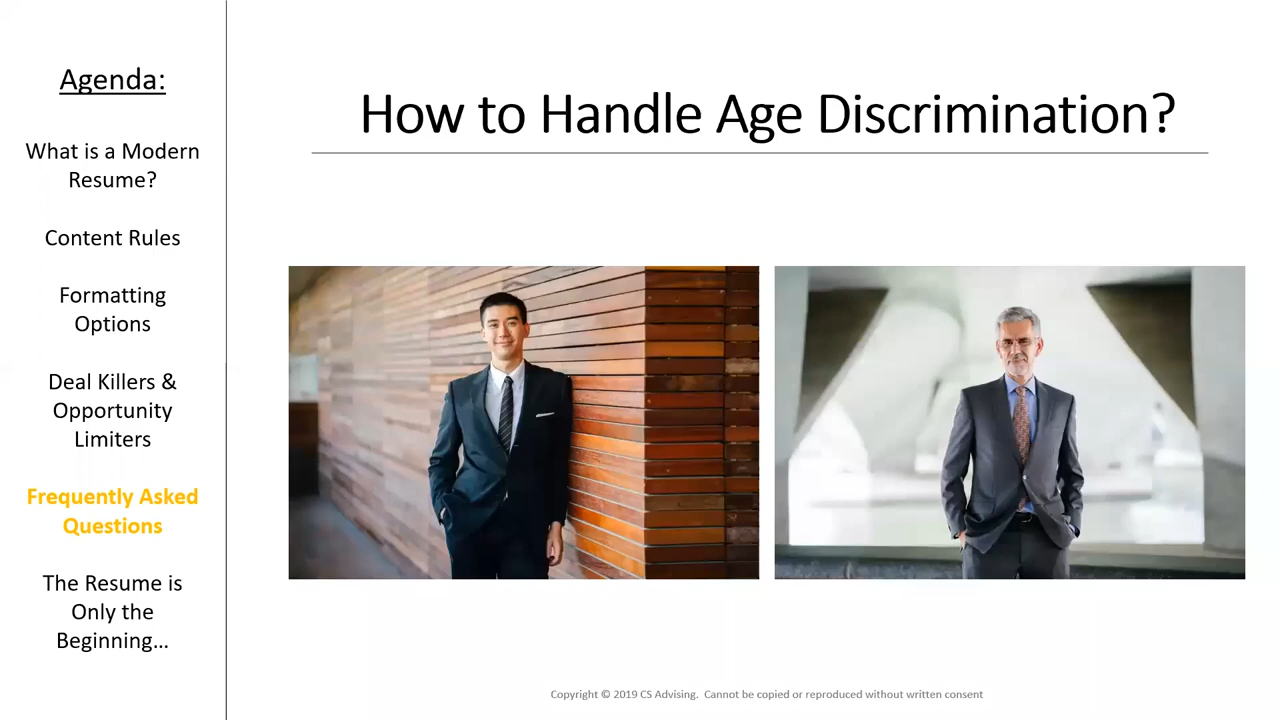 Agenda:
What is a Modern
Resume?
Content Rules
Formatting
Options
Deal Killers &
Opportunity
Limiters
Frequently Asked
Questions
The Resume is
Only the
Beginning…
How to Handle Age Discrimination?
Copyright © 2019 CS Advising.  Cannot be copied or reproduced without written consent